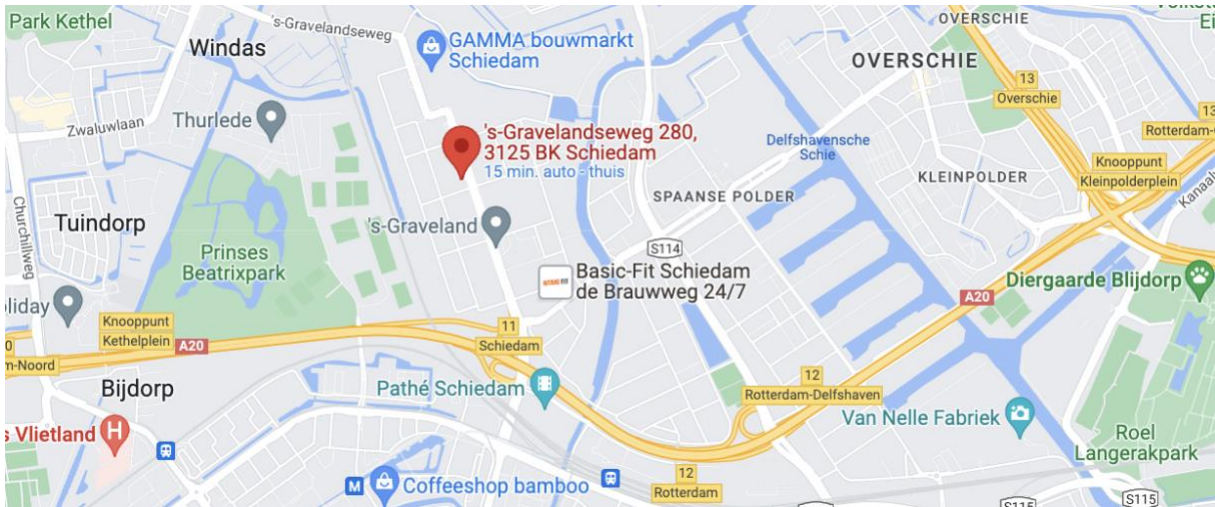 Park Kethel
's-Gravelandseweg
Windas
GAMMA bouwmarkt
Schiedam
OVERSCHIE
OVERSCHIE
13
Overschie
13
Zwaluwlaan
Thurlede
's-Gravelandseweg 280,
3125 BK Schiedam
15 min. auto - thuis
Delfshavensche
Schie
Knooppunt
Kleinpolderplein
KLEINPOLDER
SPAANSE POLDER
Churchillweg
Tuindorp
's-Graveland
S114
Prinses
Beatrixpark
Basic-Fit Schiedam
de Brauwweg 24/7
Diergaarde Blijdorp
A20
Knooppunt
Kethelplein
A20
11
Schiedam
Bijdorp
Pathé Schiedam
12
Rotterdam-Delfshaven
Van Nelle Fabriek
Roel
Langerakpark
s Vlietland
H
M
Coffeeshop bamboo
12
Rotterdam
S115
S115